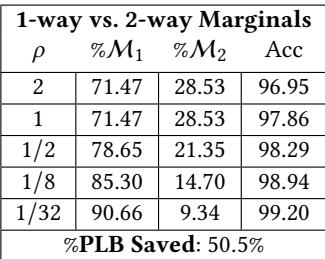 1-way vs. 2-way Marginals
ρ %ℳ₁ %ℳ₂ Acc
2 71.47 28.53 96.95
1 71.47 28.53 97.86
1/2 78.65 21.35 98.29
1/8 85.30 14.70 98.94
1/32 90.66 9.34 99.20
%PLB Saved: 50.5%